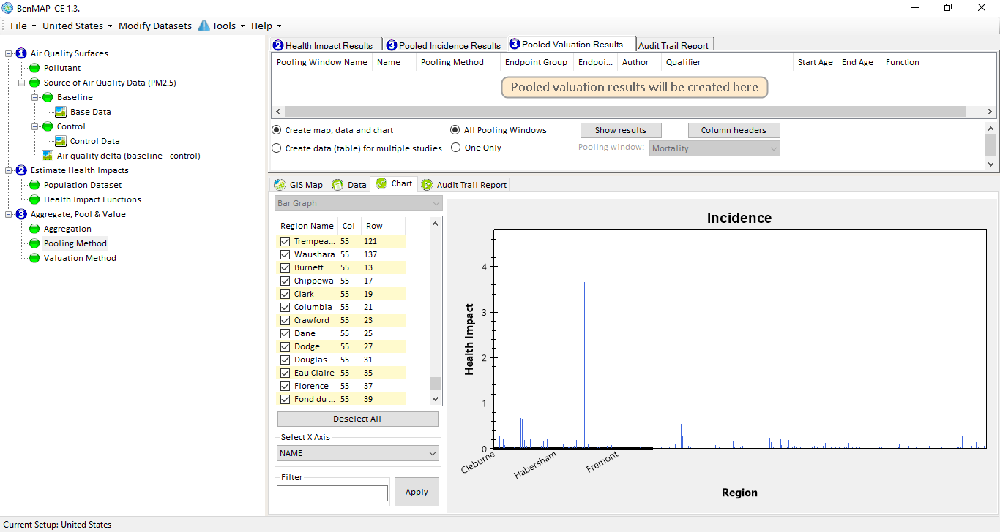 BenMAP-CE 1.3.
File United States Modify Datasets Tools Help
1 Air Quality Surfaces
Pollutant
Source of Air Quality Data (PM2.5)
Baseline
Base Data
Control
Control Data
Air quality delta (baseline - control)
2 Estimate Health Impacts
Population Dataset
Health Impact Functions
3 Aggregate, Pool & Value
Aggregation
Pooling Method
Valuation Method
2 Health Impact Results 3 Pooled Incidence Results 3 Pooled Valuation Results Audit Trail Report
Pooling Window Name Name Pooling Method Endpoint Group Endpoi... Author Qualifier Start Age End Age Function
Pooled valuation results will be created here
Create map, data and chart All Pooling Windows Show results Column headers
Create data (table) for multiple studies One Only Pooling window: Mortality
GIS Map Data Chart Audit Trail Report
Bar Graph
Region Name Col Row
Trempea... 55 121
Waushara 55 137
Burnett 55 13
Chippewa 55 17
Clark 55 19
Columbia 55 21
Crawford 55 23
Dane 55 25
Dodge 55 27
Douglas 55 31
Eau Claire 55 35
Florence 55 37
Fond du ... 55 39
Deselect All
Select X Axis
NAME
Filter
Apply
Incidence
Health Impact
4
3
2
1
0
Cleburne Habersham Fremont
Region
Current Setup: United States